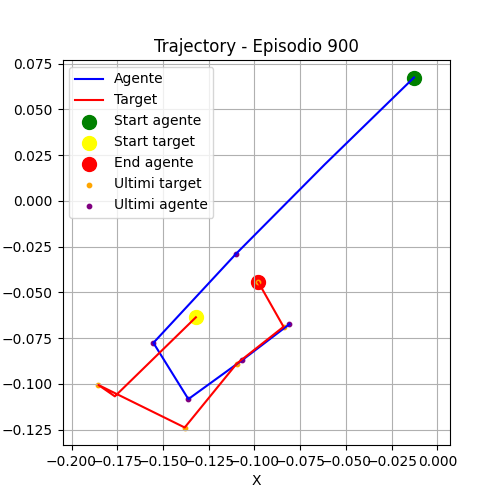 Trajectory - Episodio 900
Agente
Target
Start agente
Start target
End agente
Ultimi target
Ultimi agente
0.075
0.050
0.025
0.000
−0.025
−0.050
−0.075
−0.100
−0.125
−0.200 −0.175 −0.150 −0.125 −0.100 −0.075 −0.050 −0.025 0.000
X